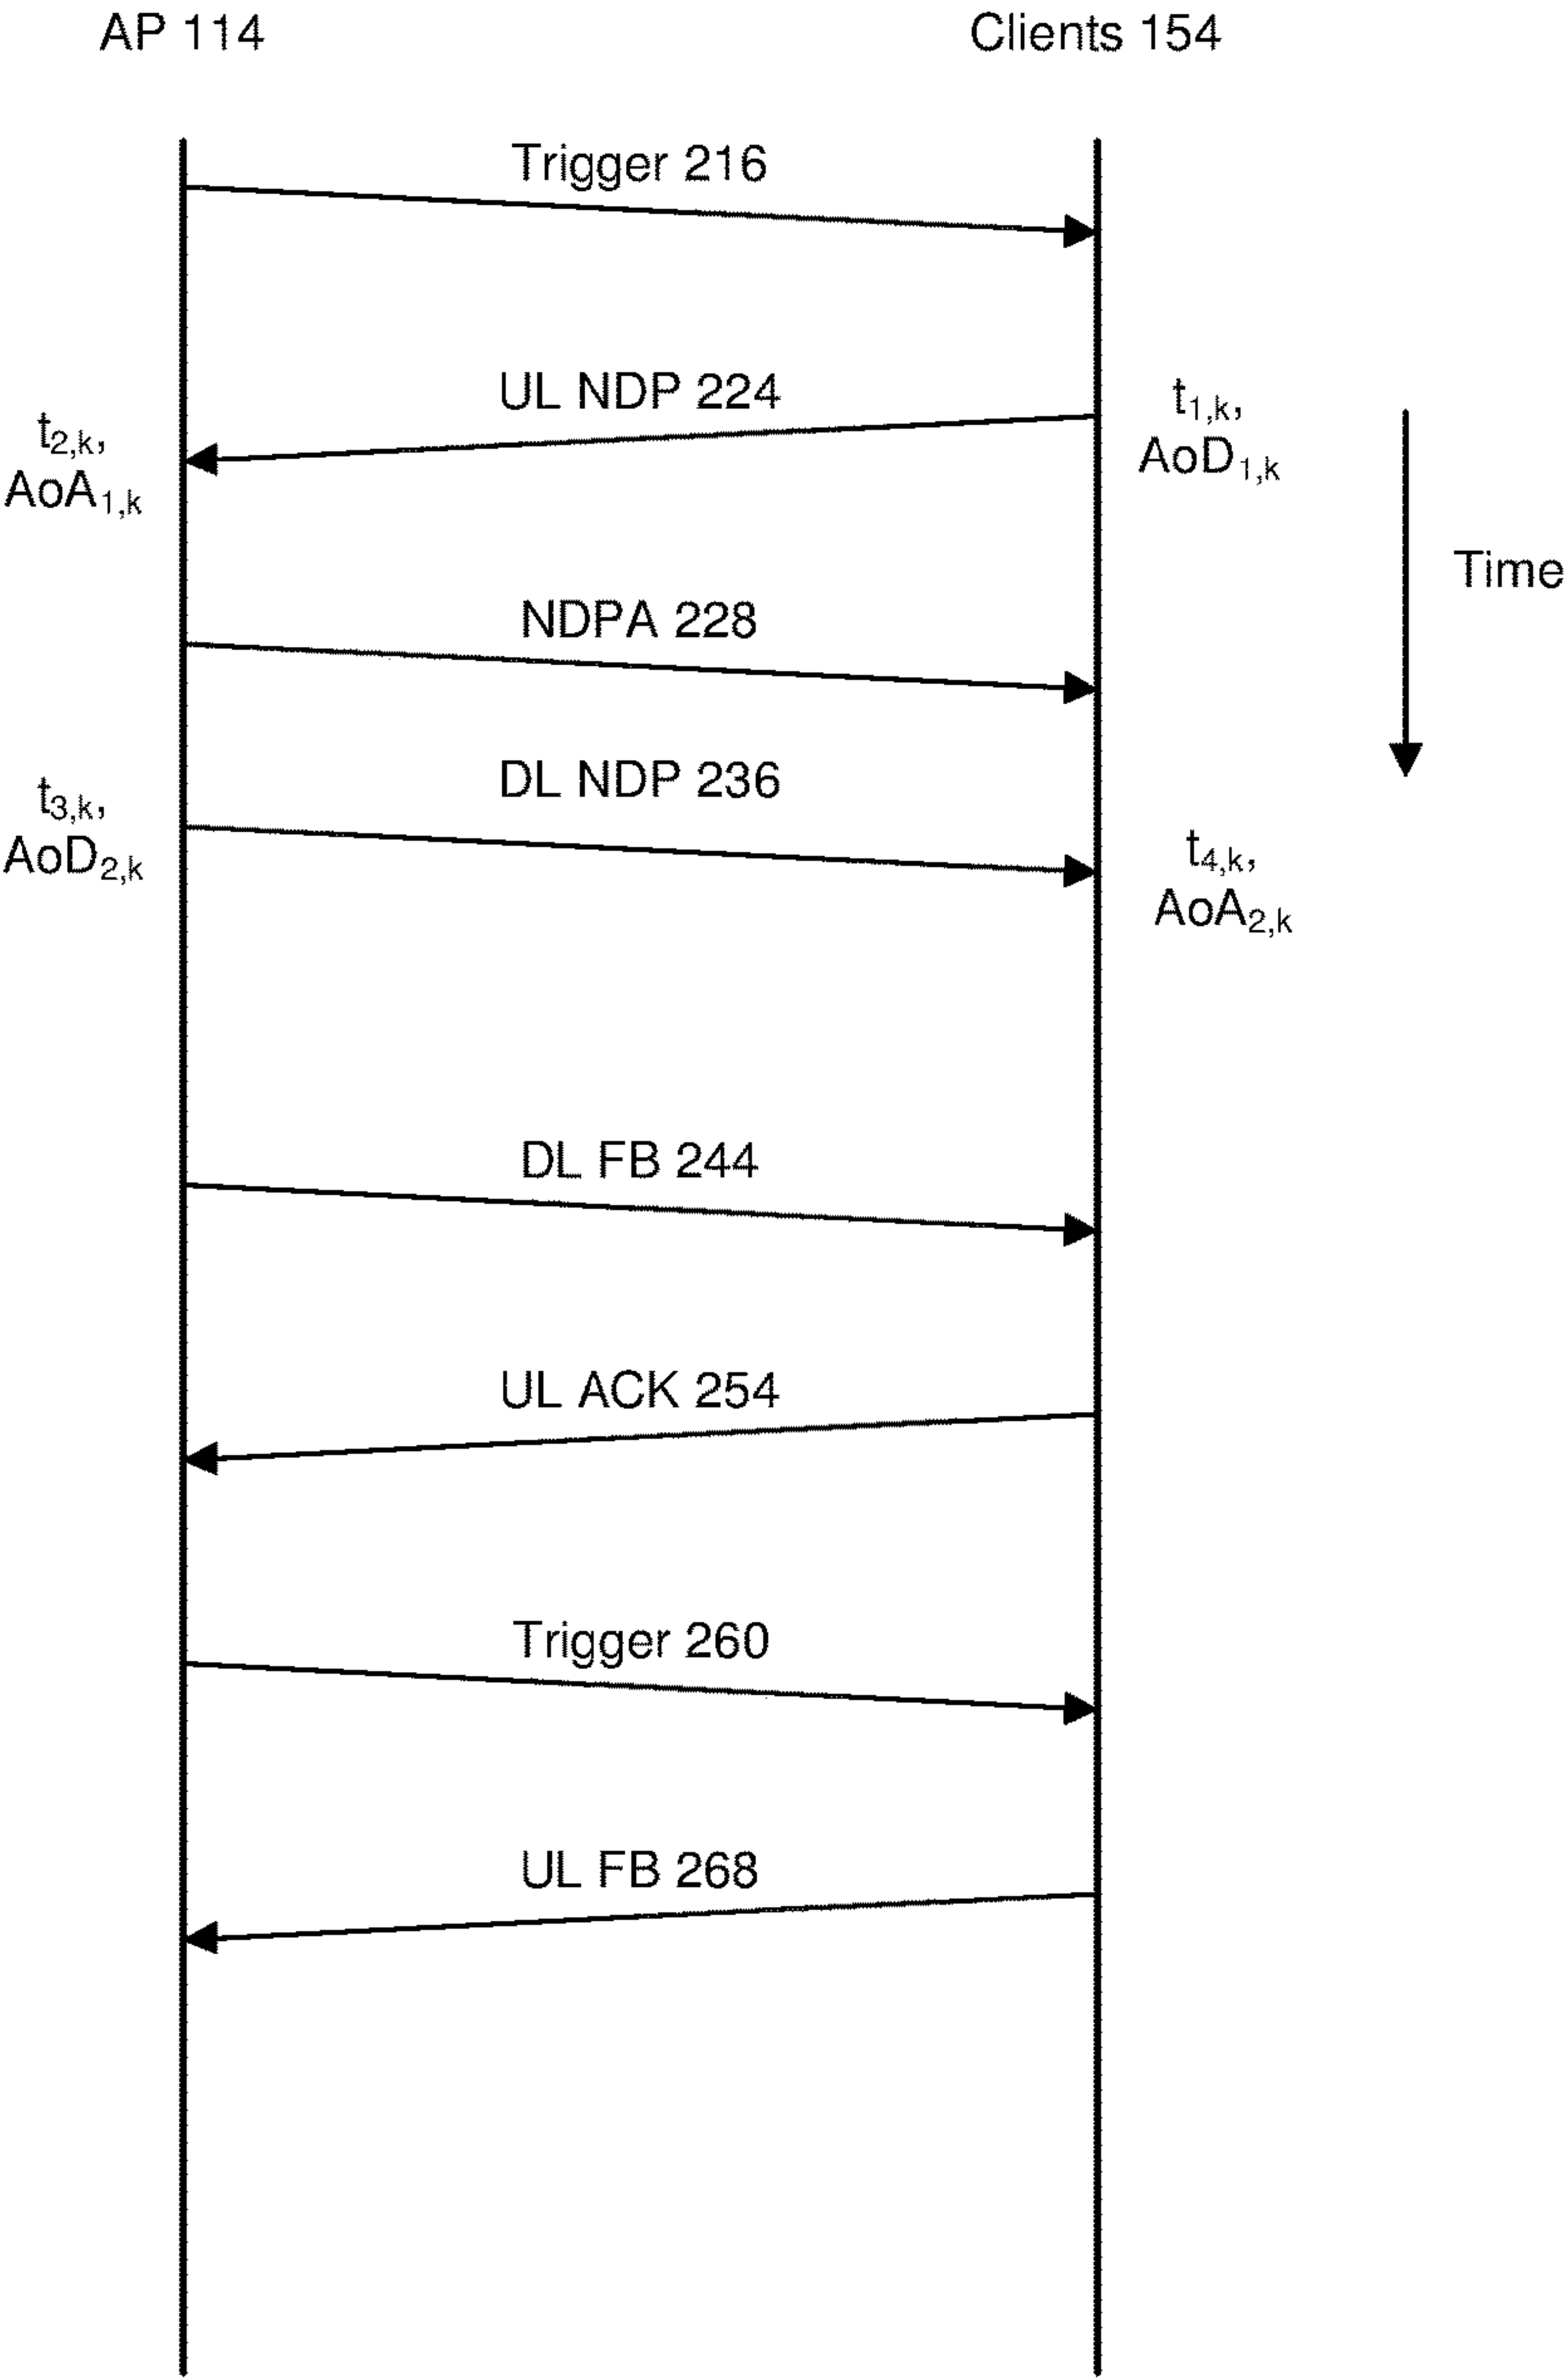 AP 114
Clients 154
Trigger 216
UL NDP 224
t1,k,
AoD1,k
t2,k,
AoA1,k
Time
NDPA 228
DL NDP 236
t3,k,
AoD2,k
t4,k,
AoA2,k
DL FB 244
UL ACK 254
Trigger 260
UL FB 268